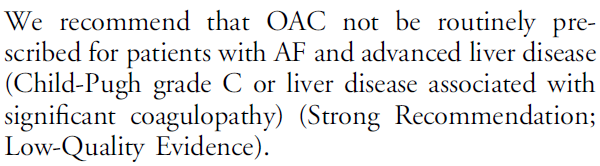 We recommend that OAC not be routinely pre-
scribed for patients with AF and advanced liver disease
(Child-Pugh grade C or liver disease associated with
significant coagulopathy) (Strong Recommendation;
Low-Quality Evidence).